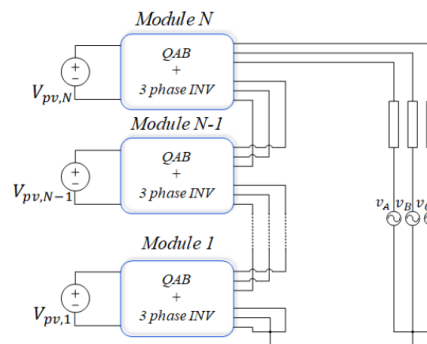 Module N
QAB
+
3 phase INV
V_{pv,N}
Module N-1
QAB
+
3 phase INV
V_{pv,N-1}
v_A v_B
Module 1
QAB
+
3 phase INV
V_{pv,1}